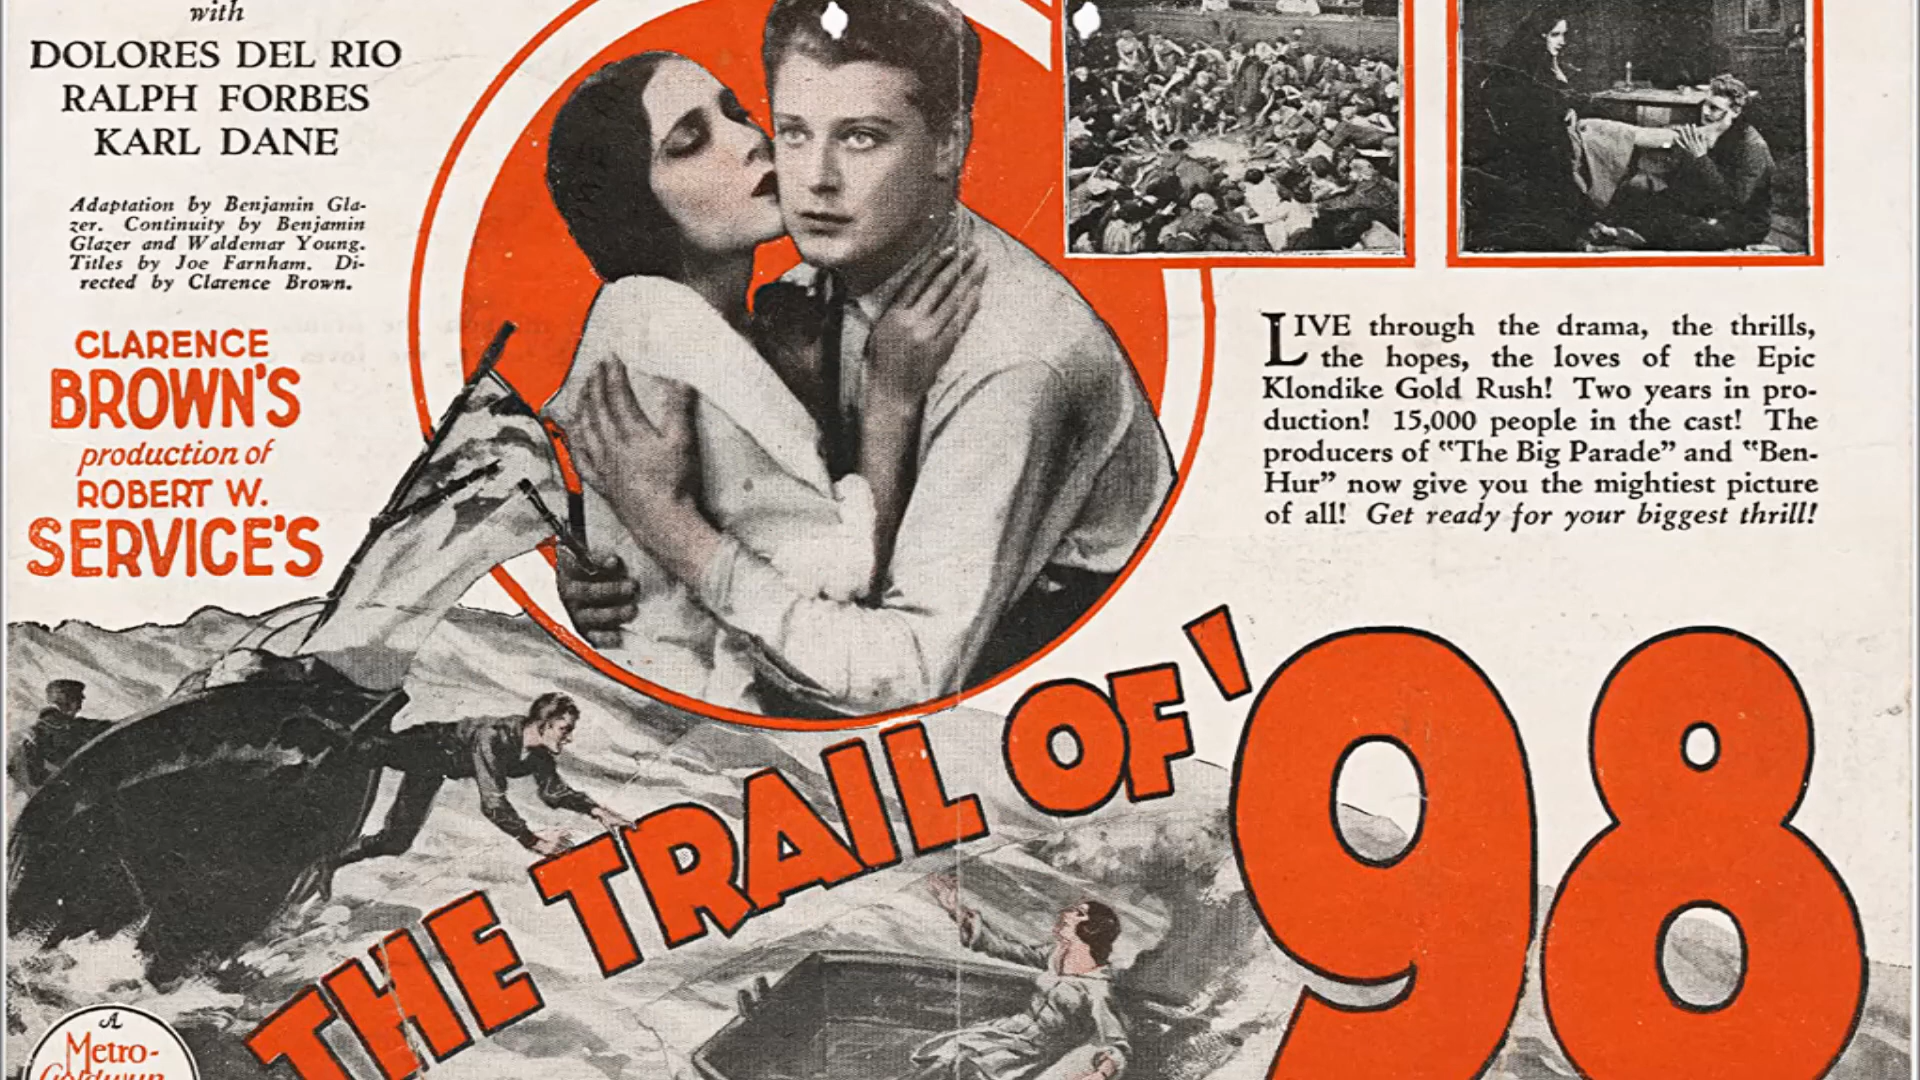 with
DOLORES DEL RIO
RALPH FORBES
KARL DANE
Adaptation by Benjamin Gla-
zer. Continuity by Benjamin
Glazer and Waldemar Young.
Titles by Joe Farnham. Di-
rected by Clarence Brown.
CLARENCE
BROWN'S
production of
ROBERT W.
SERVICE'S
LIVE through the drama, the thrills,
the hopes, the loves of the Epic
Klondike Gold Rush! Two years in pro-
duction! 15,000 people in the cast! The
producers of "The Big Parade" and "Ben-
Hur" now give you the mightiest picture
of all! Get ready for your biggest thrill!
THE TRAIL OF '98
A
Metro-
Goldwyn